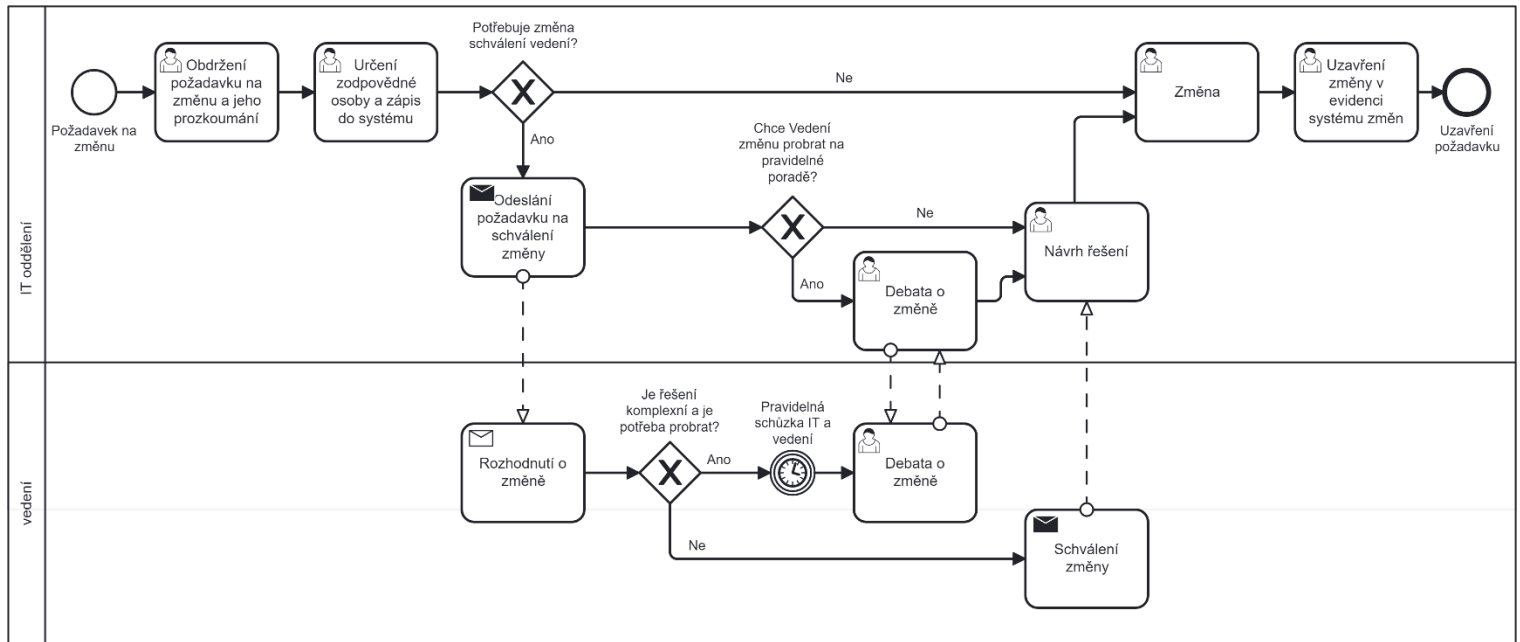 IT oddělení
Požadavek na
změnu
Obdržení
požadavku na
změnu a jeho
prozkoumání
Určení
zodpovědné
osoby a zápis
do systému
Potřebuje změna
schválení vedení?
Ne
Ano
Odeslání
požadavku na
schválení
změny
Chce Vedení
změnu probrat na
pravidelné
poradě?
Ne
Ano
Debata o
změně
Návrh řešení
Změna
Uzavření
změny v
evidenci
systému změn
Uzavření
požadavku
vedení
Rozhodnutí o
změně
Je řešení
komplexní a je
potřeba probrat?
Ano
Ne
Pravidelná
schůzka IT a
vedení
Debata o
změně
Schválení
změny